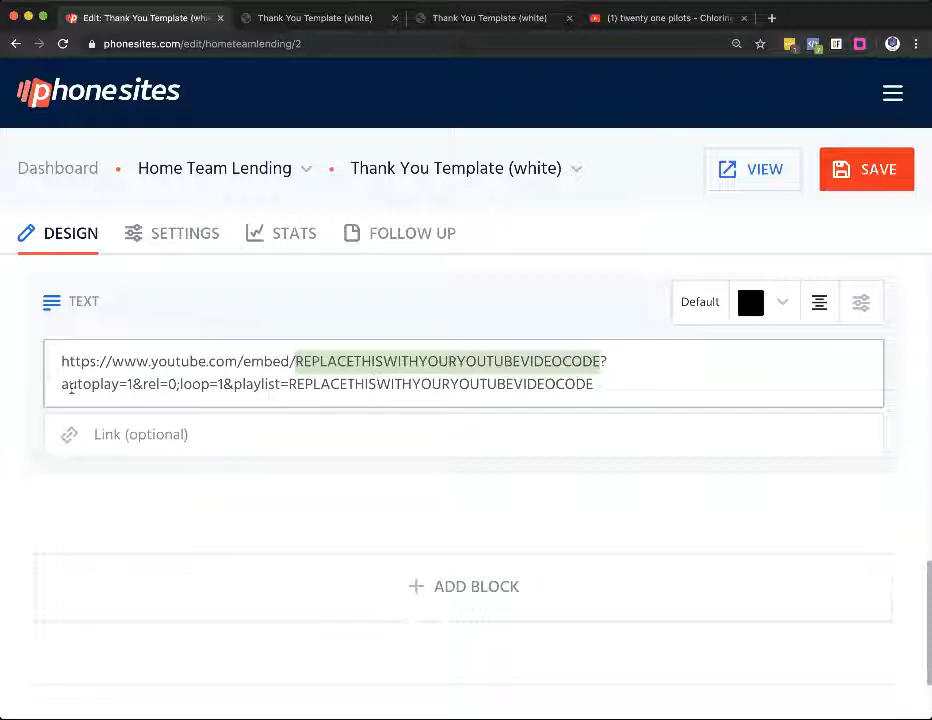 Edit: Thank You Template (whi
Thank You Template (white)
Thank You Template (white)
(1) twenty one pilots - Chlorine
phonesites.com/edit/hometeamlending/2
phonesites
Dashboard • Home Team Lending • Thank You Template (white)
VIEW
SAVE
DESIGN
SETTINGS
STATS
FOLLOW UP
TEXT
Default
https://www.youtube.com/embed/REPLACETHISWITHYOURYOUTUBEVIDEOCODE?
autoplay=1&rel=0;loop=1&playlist=REPLACETHISWITHYOURYOUTUBEVIDEOCODE
Link (optional)
+ ADD BLOCK